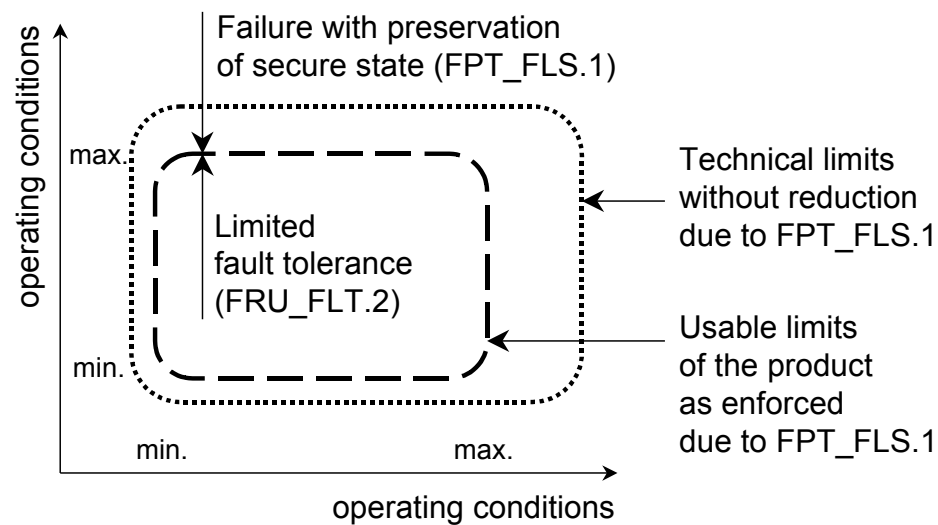 Failure with preservation
of secure state (FPT_FLS.1)
operating conditions
max.
Technical limits
without reduction
due to FPT_FLS.1
Limited
fault tolerance
(FRU_FLT.2)
Usable limits
of the product
as enforced
due to FPT_FLS.1
min.
min.
max.
operating conditions